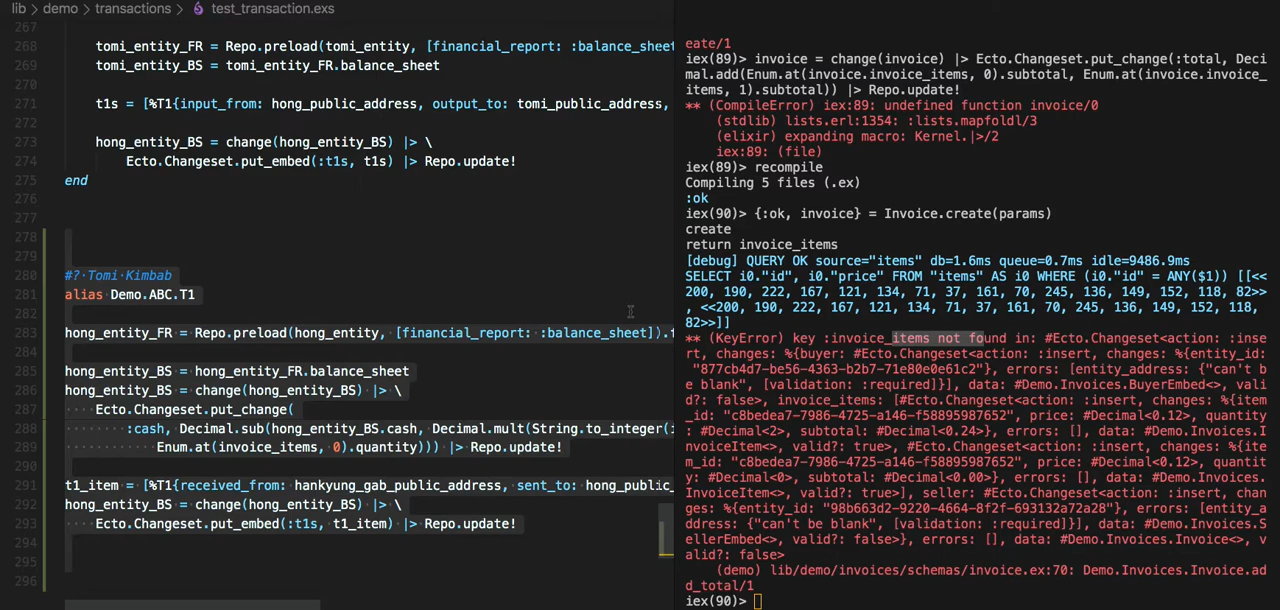 lib > demo > transactions > test_transaction.exs
267
268 tomi_entity_FR = Repo.preload(tomi_entity, [financial_report: :balance_sheet
269 tomi_entity_BS = tomi_entity_FR.balance_sheet
270
271 t1s = [%T1{input_from: hong_public_address, output_to: tomi_public_address,
272
273 hong_entity_BS = change(hong_entity_BS) |> \
274 Ecto.Changeset.put_embed(:t1s, t1s) |> Repo.update!
275 end
276
277
278
279
280 #? Tomi Kimbab
281 alias Demo.ABC.T1
282
283 hong_entity_FR = Repo.preload(hong_entity, [financial_report: :balance_sheet]).f
284
285 hong_entity_BS = hong_entity_FR.balance_sheet
286 hong_entity_BS = change(hong_entity_BS) |> \
287 Ecto.Changeset.put_change(
288 :cash, Decimal.sub(hong_entity_BS.cash, Decimal.mult(String.to_integer(i
289 Enum.at(invoice_items, 0).quantity))) |> Repo.update!
290
291 t1_item = [%T1{received_from: hankyung_gab_public_address, sent_to: hong_public_
292 hong_entity_BS = change(hong_entity_BS) |> \
293 Ecto.Changeset.put_embed(:t1s, t1_item) |> Repo.update!
294
295
296
eate/1
iex(89)> invoice = change(invoice) |> Ecto.Changeset.put_change(:total, Deci
mal.add(Enum.at(invoice.invoice_items, 0).subtotal, Enum.at(invoice.invoice_
items, 1).subtotal)) |> Repo.update!
** (CompileError) iex:89: undefined function invoice/0
(stdlib) lists.erl:1354: :lists.mapfoldl/3
(elixir) expanding macro: Kernel.|>/2
iex:89: (file)
iex(89)> recompile
Compiling 5 files (.ex)
:ok
iex(90)> {:ok, invoice} = Invoice.create(params)
create
return invoice_items
[debug] QUERY OK source="items" db=1.6ms queue=0.7ms idle=9486.9ms
SELECT i0."id", i0."price" FROM "items" AS i0 WHERE (i0."id" = ANY($1)) [[<<
200, 190, 222, 167, 121, 134, 71, 37, 161, 70, 245, 136, 149, 152, 118, 82>>
, <<200, 190, 222, 167, 121, 134, 71, 37, 161, 70, 245, 136, 149, 152, 118,
82>>]]
** (KeyError) key :invoice_items not found in: #Ecto.Changeset<action: :inse
rt, changes: %{buyer: #Ecto.Changeset<action: :insert, changes: %{entity_id:
"877cb4d7-be56-4363-b2b7-71e80e0e61c2"}, errors: [entity_address: {"can't b
e blank", [validation: :required]}], data: #Demo.Invoices.BuyerEmbed<>, vali
d?: false>, invoice_items: [#Ecto.Changeset<action: :insert, changes: %{item
_id: "c8bedea7-7986-4725-a146-f58895987652", price: #Decimal<0.12>, quantity
: #Decimal<2>, subtotal: #Decimal<0.24>}, errors: [], data: #Demo.Invoices.I
nvoiceItem<>, valid?: true>, #Ecto.Changeset<action: :insert, changes: %{ite
m_id: "c8bedea7-7986-4725-a146-f58895987652", price: #Decimal<0.12>, quantit
y: #Decimal<0>, subtotal: #Decimal<0.00>}, errors: [], data: #Demo.Invoices.
InvoiceItem<>, valid?: true>], seller: #Ecto.Changeset<action: :insert, chan
ges: %{entity_id: "98b663d2-9220-4664-8f2f-693132a72a28"}, errors: [entity_a
ddress: {"can't be blank", [validation: :required]}], data: #Demo.Invoices.S
ellerEmbed<>, valid?: false>}, errors: [], data: #Demo.Invoices.Invoice<>, v
alid?: false>
(demo) lib/demo/invoices/schemas/invoice.ex:70: Demo.Invoices.Invoice.ad
d_total/1
iex(90)>